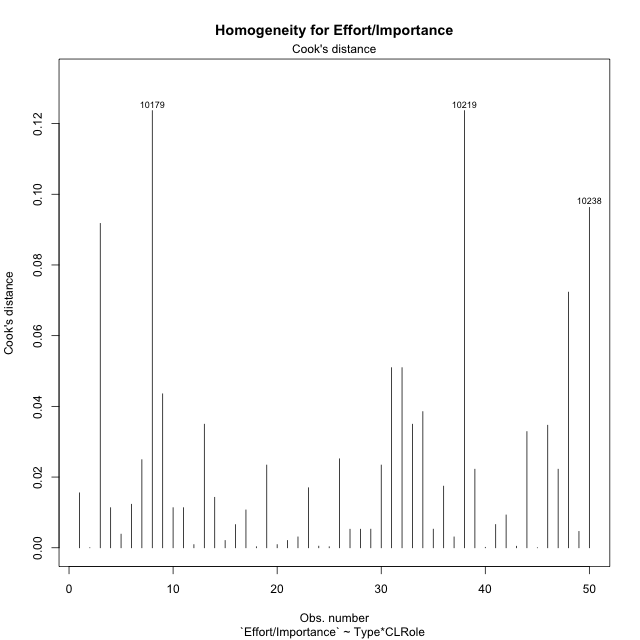 Homogeneity for Effort/Importance
Cook's distance
10179
10219
10238
0.12
0.10
0.08
0.06
0.04
0.02
0.00
Cook's distance
0 10 20 30 40 50
Obs. number
`Effort/Importance` ~ Type*CLRole